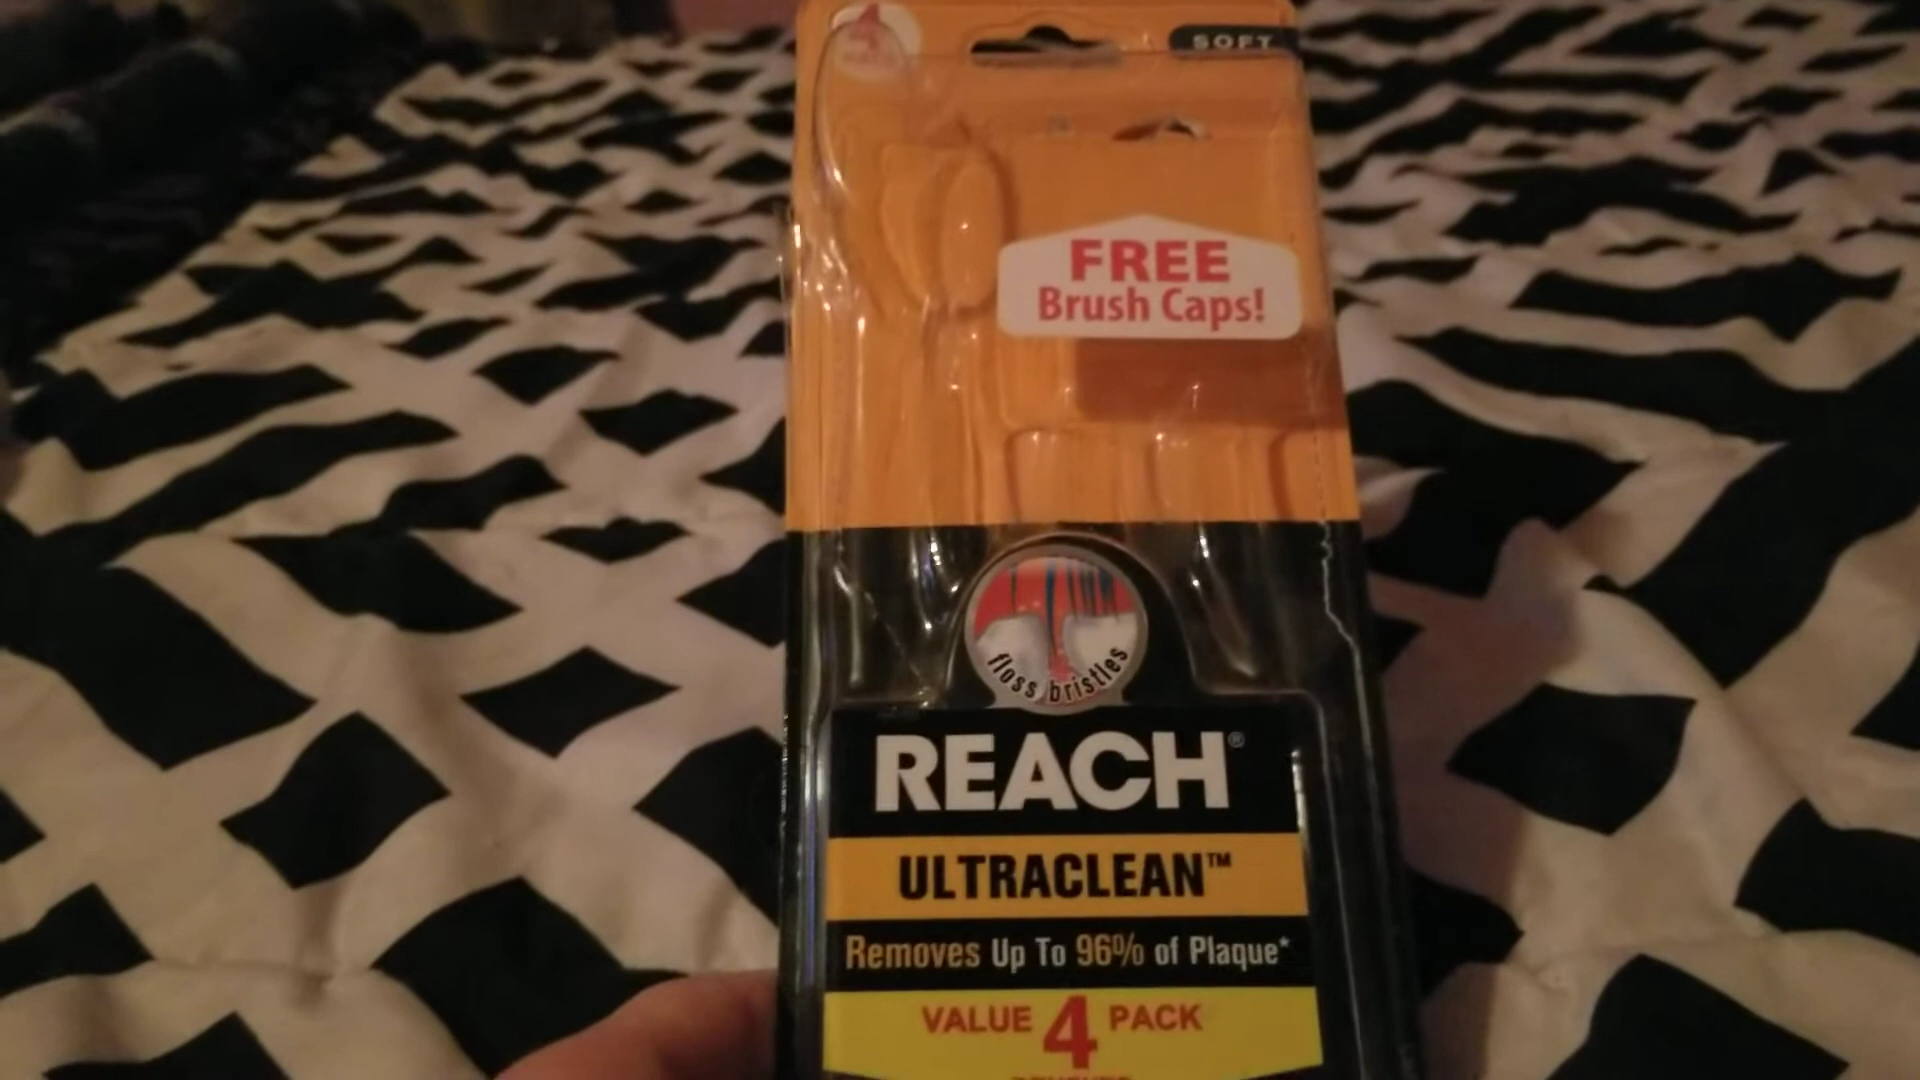 SOFT
FREE
Brush Caps!
floss bristles
REACH®
ULTRACLEAN™
Removes Up To 96% of Plaque*
VALUE 4 PACK